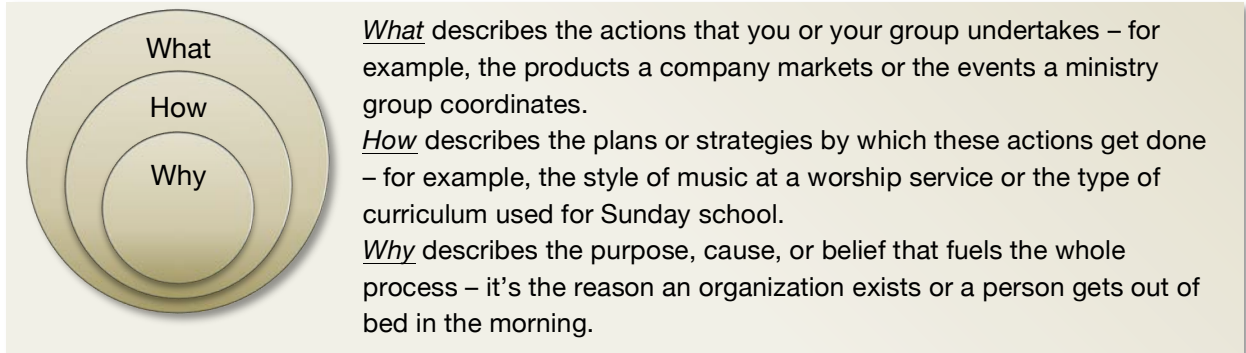 What
How
Why
What describes the actions that you or your group undertakes – for
example, the products a company markets or the events a ministry
group coordinates.
How describes the plans or strategies by which these actions get done
– for example, the style of music at a worship service or the type of
curriculum used for Sunday school.
Why describes the purpose, cause, or belief that fuels the whole
process – it’s the reason an organization exists or a person gets out of
bed in the morning.